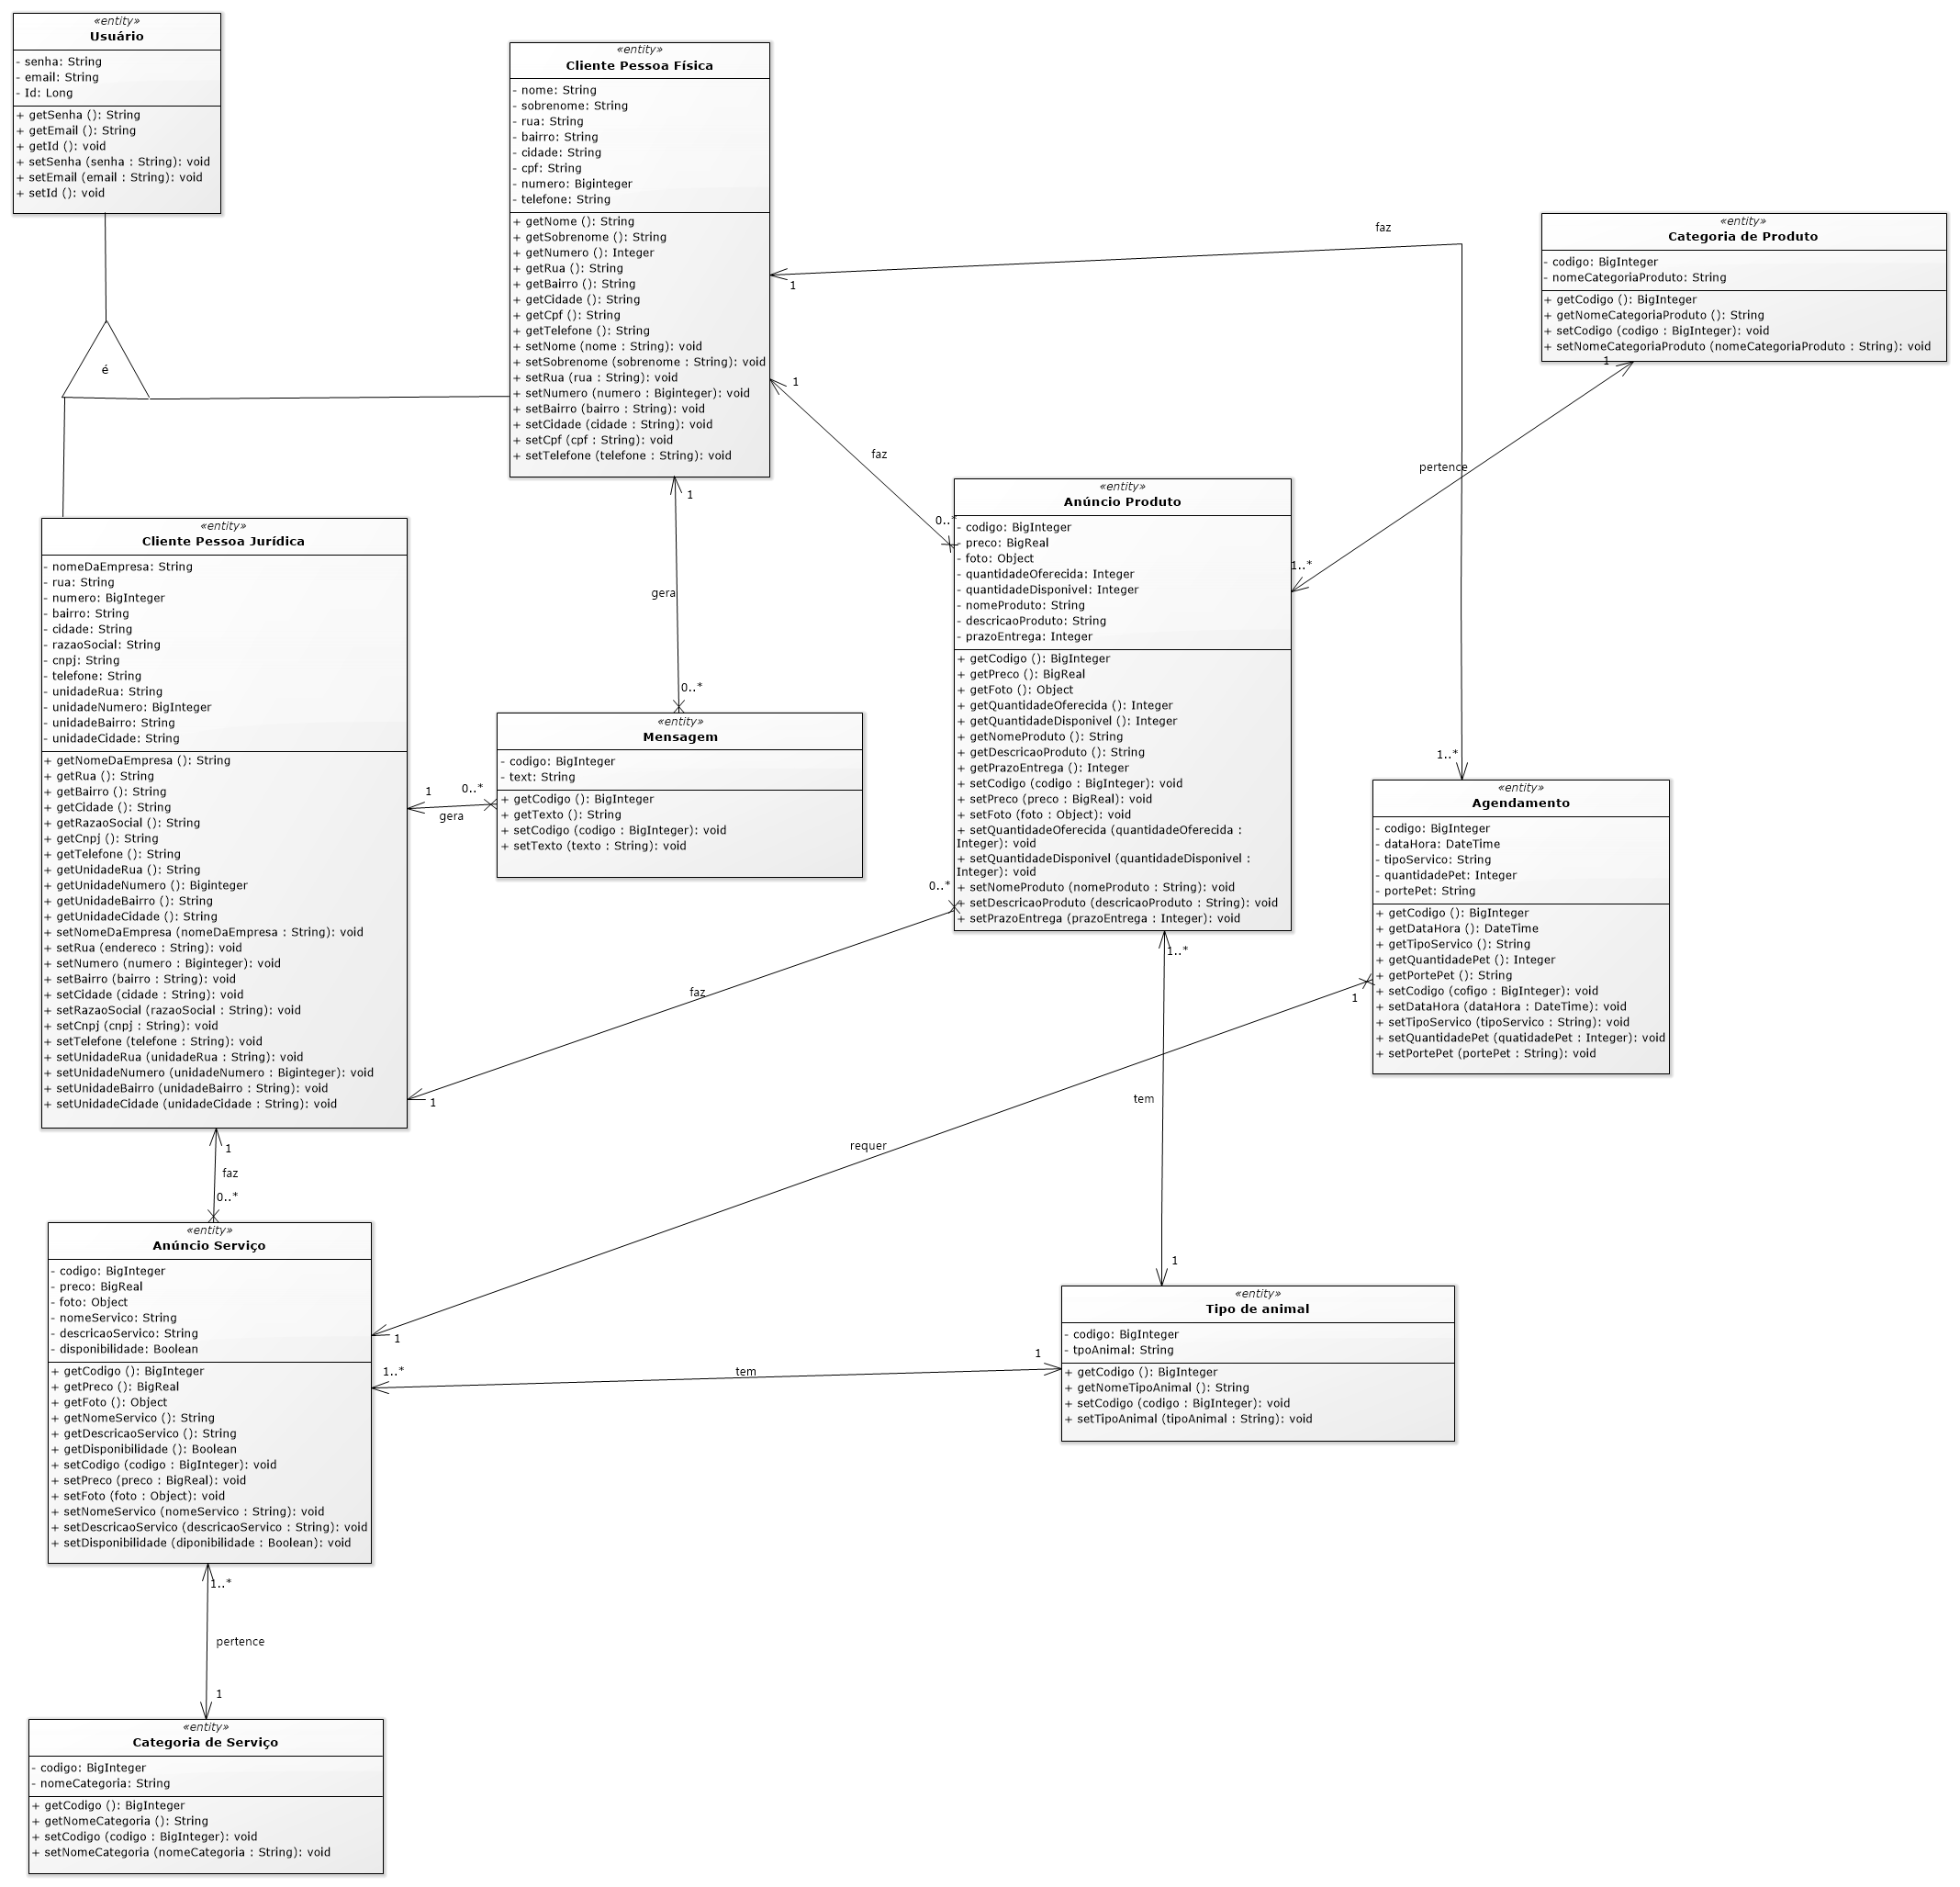 «entity»
Usuário
- senha: String
- email: String
- Id: Long
+ getSenha (): String
+ getEmail (): String
+ getId (): void
+ setSenha (senha : String): void
+ setEmail (email : String): void
+ setId (): void
é
«entity»
Cliente Pessoa Física
- nome: String
- sobrenome: String
- rua: String
- bairro: String
- cidade: String
- cpf: String
- numero: Biginteger
- telefone: String
+ getNome (): String
+ getSobrenome (): String
+ getNumero (): Integer
+ getRua (): String
+ getBairro (): String
+ getCidade (): String
+ getCpf (): String
+ getTelefone (): String
+ setNome (nome : String): void
+ setSobrenome (sobrenome : String): void
+ setRua (rua : String): void
+ setNumero (numero : Biginteger): void
+ setBairro (bairro : String): void
+ setCidade (cidade : String): void
+ setCpf (cpf : String): void
+ setTelefone (telefone : String): void
faz
1
1..*
«entity»
Categoria de Produto
- codigo: BigInteger
- nomeCategoriaProduto: String
+ getCodigo (): BigInteger
+ getNomeCategoriaProduto (): String
+ setCodigo (codigo : BigInteger): void
+ setNomeCategoriaProduto (nomeCategoriaProduto : String): void
1
pertence
1..*
1
faz
0..*
«entity»
Anúncio Produto
- codigo: BigInteger
- preco: BigReal
- foto: Object
- quantidadeOferecida: Integer
- quantidadeDisponivel: Integer
- nomeProduto: String
- descricaoProduto: String
- prazoEntrega: Integer
+ getCodigo (): BigInteger
+ getPreco (): BigReal
+ getFoto (): Object
+ getQuantidadeOferecida (): Integer
+ getQuantidadeDisponivel (): Integer
+ getNomeProduto (): String
+ getDescricaoProduto (): String
+ getPrazoEntrega (): Integer
+ setCodigo (codigo : BigInteger): void
+ setPreco (preco : BigReal): void
+ setFoto (foto : Object): void
+ setQuantidadeOferecida (quantidadeOferecida :
Integer): void
+ setQuantidadeDisponivel (quantidadeDisponivel :
Integer): void
+ setNomeProduto (nomeProduto : String): void
+ setDescricaoProduto (descricaoProduto : String): void
+ setPrazoEntrega (prazoEntrega : Integer): void
1
gera
0..*
«entity»
Cliente Pessoa Jurídica
- nomeDaEmpresa: String
- rua: String
- numero: BigInteger
- bairro: String
- cidade: String
- razaoSocial: String
- cnpj: String
- telefone: String
- unidadeRua: String
- unidadeNumero: BigInteger
- unidadeBairro: String
- unidadeCidade: String
+ getNomeDaEmpresa (): String
+ getRua (): String
+ getBairro (): String
+ getCidade (): String
+ getRazaoSocial (): String
+ getCnpj (): String
+ getTelefone (): String
+ getUnidadeRua (): String
+ getUnidadeNumero (): Biginteger
+ getUnidadeBairro (): String
+ getUnidadeCidade (): String
+ setNomeDaEmpresa (nomeDaEmpresa : String): void
+ setRua (endereco : String): void
+ setNumero (numero : Biginteger): void
+ setBairro (bairro : String): void
+ setCidade (cidade : String): void
+ setRazaoSocial (razaoSocial : String): void
+ setCnpj (cnpj : String): void
+ setTelefone (telefone : String): void
+ setUnidadeRua (unidadeRua : String): void
+ setUnidadeNumero (unidadeNumero : Biginteger): void
+ setUnidadeBairro (unidadeBairro : String): void
+ setUnidadeCidade (unidadeCidade : String): void
1
0..*
gera
«entity»
Mensagem
- codigo: BigInteger
- text: String
+ getCodigo (): BigInteger
+ getTexto (): String
+ setCodigo (codigo : BigInteger): void
+ setTexto (texto : String): void
0..*
faz
1
«entity»
Agendamento
- codigo: BigInteger
- dataHora: DateTime
- tipoServico: String
- quantidadePet: Integer
- portePet: String
+ getCodigo (): BigInteger
+ getDataHora (): DateTime
+ getTipoServico (): String
+ getQuantidadePet (): Integer
+ getPortePet (): String
+ setCodigo (cofigo : BigInteger): void
+ setDataHora (dataHora : DateTime): void
+ setTipoServico (tipoServico : String): void
+ setQuantidadePet (quatidadePet : Integer): void
+ setPortePet (portePet : String): void
1
requer
1
1..*
tem
1
1
faz
0..*
«entity»
Anúncio Serviço
- codigo: BigInteger
- preco: BigReal
- foto: Object
- nomeServico: String
- descricaoServico: String
- disponibilidade: Boolean
+ getCodigo (): BigInteger
+ getPreco (): BigReal
+ getFoto (): Object
+ getNomeServico (): String
+ getDescricaoServico (): String
+ getDisponibilidade (): Boolean
+ setCodigo (codigo : BigInteger): void
+ setPreco (preco : BigReal): void
+ setFoto (foto : Object): void
+ setNomeServico (nomeServico : String): void
+ setDescricaoServico (descricaoServico : String): void
+ setDisponibilidade (diponibilidade : Boolean): void
1..*
tem
1
«entity»
Tipo de animal
- codigo: BigInteger
- tpoAnimal: String
+ getCodigo (): BigInteger
+ getNomeTipoAnimal (): String
+ setCodigo (codigo : BigInteger): void
+ setTipoAnimal (tipoAnimal : String): void
1..*
pertence
1
«entity»
Categoria de Serviço
- codigo: BigInteger
- nomeCategoria: String
+ getCodigo (): BigInteger
+ getNomeCategoria (): String
+ setCodigo (codigo : BigInteger): void
+ setNomeCategoria (nomeCategoria : String): void